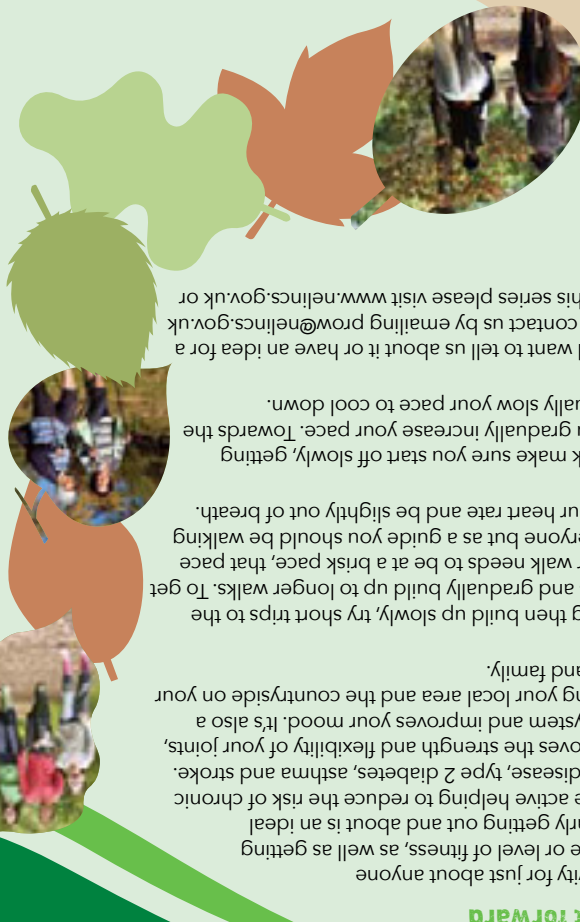 t forward
vity for just about anyone
e or level of fitness, as well as getting
rly getting out and about is an ideal
e active helping to reduce the risk of chronic
disease, type 2 diabetes, asthma and stroke.
oves the strength and flexibility of your joints,
ystem and improves your mood. It's also a
ng your local area and the countryside on your
and family.
g then build up slowly, try short trips to the
and gradually build up to longer walks. To get
r walk needs to be at a brisk pace, that pace
eryone but as a guide you should be walking
ur heart rate and be slightly out of breath.
k make sure you start off slowly, getting
u gradually increase your pace. Towards the
ually slow your pace to cool down.
l want to tell us about it or have an idea for a
contact us by emailing prow@nelincs.gov.uk
his series please visit www.nelincs.gov.uk or